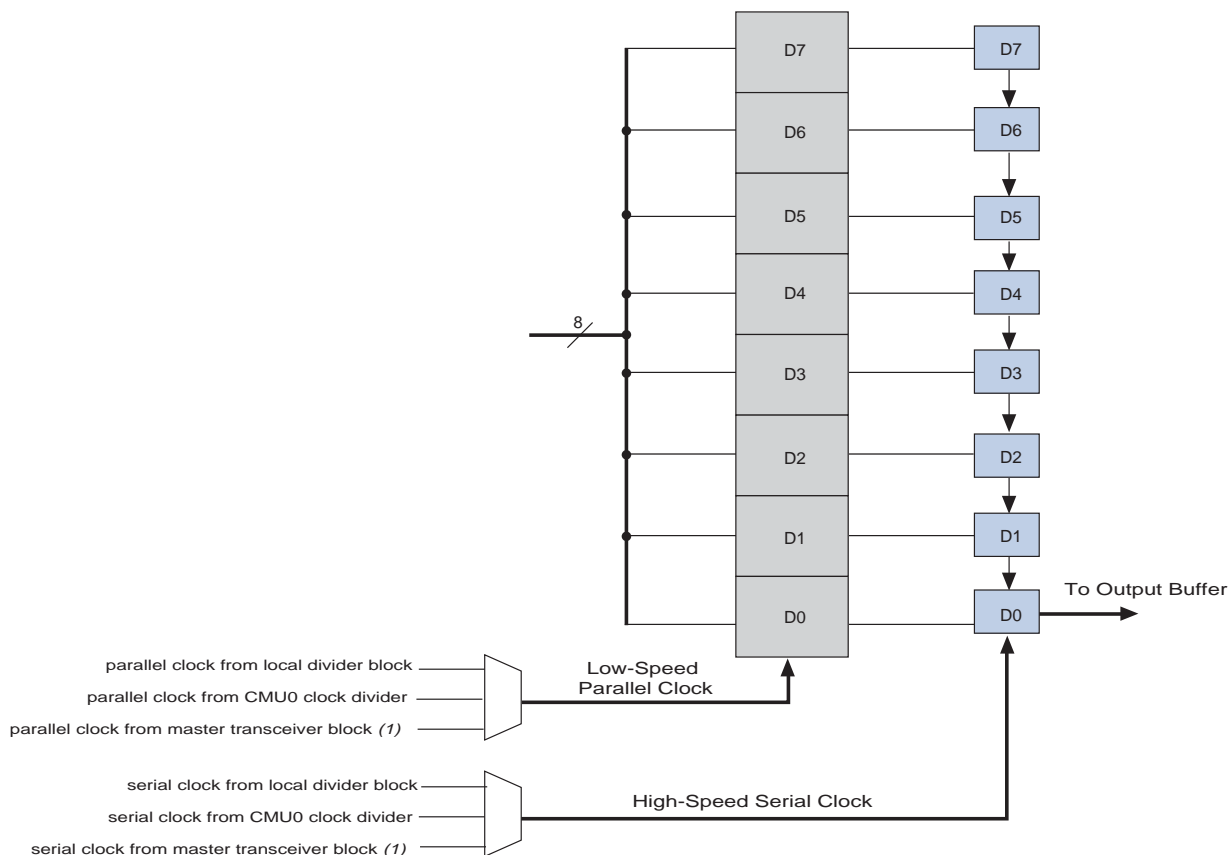 D7
D7
D6
D6
D5
D5
D4
D4
8
D3
D3
D2
D2
D1
D1
To Output Buffer
D0
D0
parallel clock from local divider block
Low-Speed
Parallel Clock
parallel clock from CMU0 clock divider
parallel clock from master transceiver block (1)
serial clock from local divider block
High-Speed Serial Clock
serial clock from CMU0 clock divider
serial clock from master transceiver block (1)